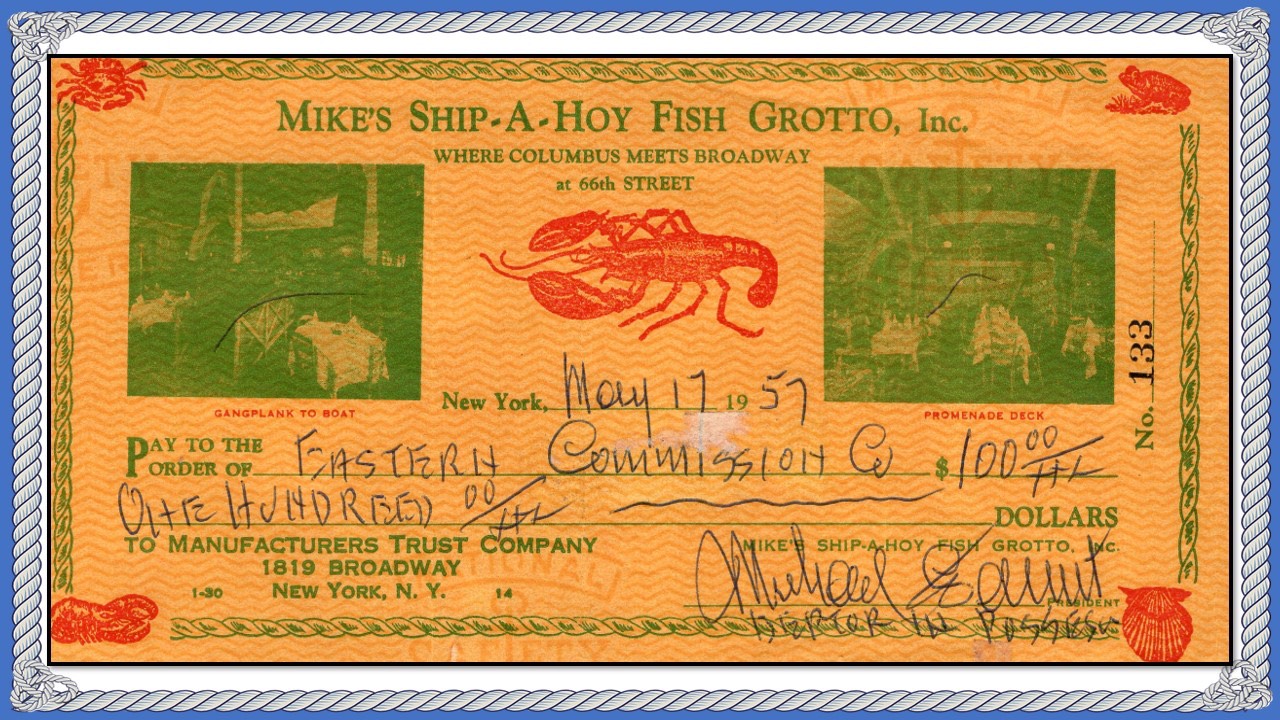 MIKE'S SHIP-A-HOY FISH GROTTO, Inc.
WHERE COLUMBUS MEETS BROADWAY
at 66th STREET
GANGPLANK TO BOAT
PROMENADE DECK
No. 133
New York, May 17 1957
PAY TO THE ORDER OF EASTERN Commission Co $100 00/
ONE HUNDRED 00/ DOLLARS
TO MANUFACTURERS TRUST COMPANY
1819 BROADWAY
1-30 NEW YORK, N. Y. 14
MIKE'S SHIP-A-HOY FISH GROTTO, Inc.
Michael
PRESIDENT
DEBTOR IN
NATIONAL
SAFETY